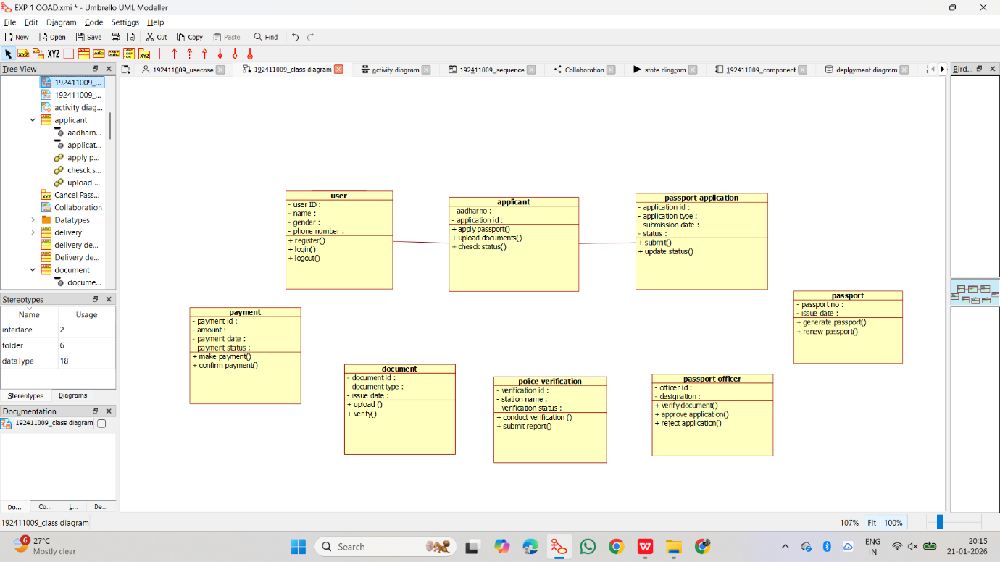 EXP 1 OOAD.xmi * - Umbrello UML Modeller
File Edit Diagram Code Settings Help
New Open Save Cut Copy Paste Find
XYZ
Tree View
192411009_usecase 192411009_class diagram activity diagram 192411009_sequence Collaboration state diagram 192411009_component deployment diagram
Bird...
192411009_...
192411009_...
activity diag...
applicant
aadharn...
applicat...
apply p...
chesck s...
upload ...
Cancel Pass...
Collaboration
Datatypes
delivery
delivery de...
Delivery de...
document
docume...
Stereotypes
Name Usage
interface 2
folder 6
dataType 18
Stereotypes Diagrams
Documentation
192411009_class diagram
Do... Co... L... De...
user
- user ID :
- name :
- gender :
- phone number :
+ register()
+ login()
+ logout()
applicant
- aadharno :
- application id :
+ apply passport()
+ upload documents()
+ chesck status()
passport application
- application id :
- application type :
- submission date :
- status :
+ submit()
+ update status()
passport
- passport no :
- issue date :
+ generate passport()
+ renew passport()
payment
- payment id :
- amount :
- payment date :
- payment status :
+ make payment()
+ confirm payment()
document
- document id :
- document type :
- issue date :
+ upload ()
+ verify()
police verification
- verification id :
- station name :
- verification status :
+ conduct verification ()
+ submit report()
passport officer
- officer id :
- designation :
+ verify document()
+ approve application()
+ reject application()
192411009_class diagram
107% Fit 100%
6
27°C
Mostly clear
Search
ENG
IN
20:15
21-01-2026